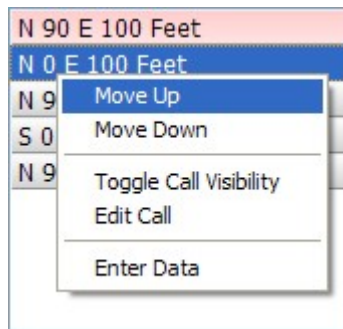 N 90 E 100 Feet
N 0 E 100 Feet
N 9
Move Up
S 0
Move Down
N 9
Toggle Call Visibility
Edit Call
Enter Data